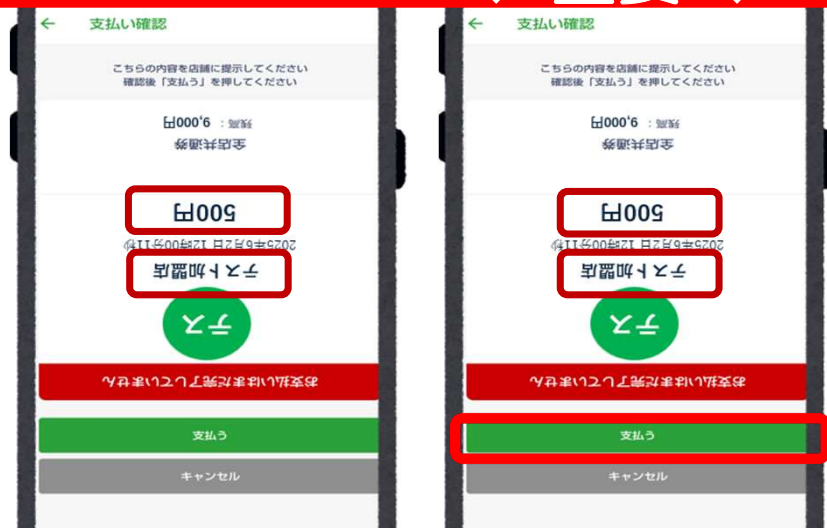 ← 支払い確認
こちらの内容を店舗に提示してください
確認後「支払う」を押してください
残高：9,000円
全店共通券
500円
2025年6月2日 12時00分11秒
テスト加盟店
テス
お支払いはまだ完了していません
支払う
キャンセル
← 支払い確認
こちらの内容を店舗に提示してください
確認後「支払う」を押してください
残高：9,000円
全店共通券
500円
2025年6月2日 12時00分11秒
テスト加盟店
テス
お支払いはまだ完了していません
支払う
キャンセル